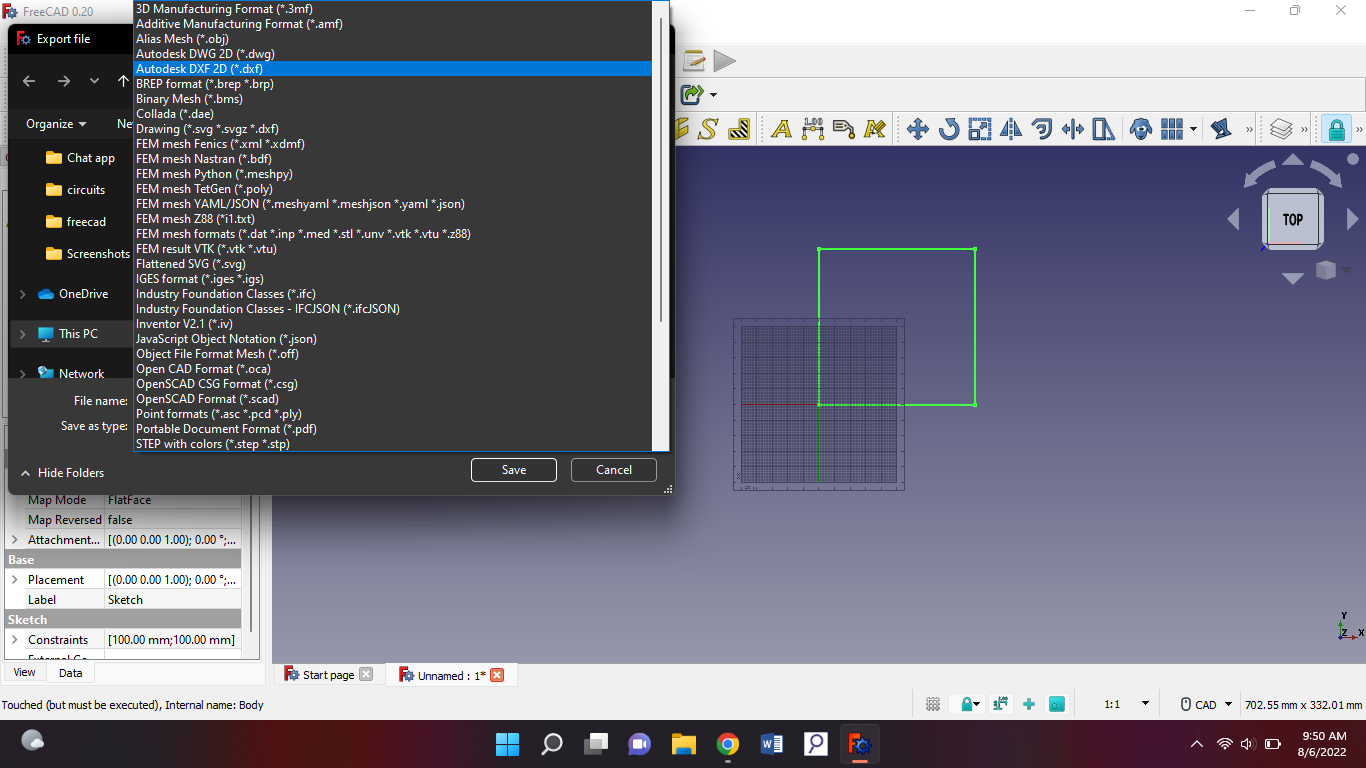 FreeCAD 0.20
Export file
3D Manufacturing Format (*.3mf)
Additive Manufacturing Format (*.amf)
Alias Mesh (*.obj)
Autodesk DWG 2D (*.dwg)
Autodesk DXF 2D (*.dxf)
BREP format (*.brep *.brp)
Binary Mesh (*.bms)
Collada (*.dae)
Drawing (*.svg *.svgz *.dxf)
FEM mesh Fenics (*.xml *.xdmf)
FEM mesh Nastran (*.bdf)
FEM mesh Python (*.meshpy)
FEM mesh TetGen (*.poly)
FEM mesh YAML/JSON (*.meshyaml *.meshjson *.yaml *.json)
FEM mesh Z88 (*i1.txt)
FEM mesh formats (*.dat *.inp *.med *.stl *.unv *.vtk *.vtu *.z88)
FEM result VTK (*.vtk *.vtu)
Flattened SVG (*.svg)
IGES format (*.iges *.igs)
Industry Foundation Classes (*.ifc)
Industry Foundation Classes - IFCJSON (*.ifcJSON)
Inventor V2.1 (*.iv)
JavaScript Object Notation (*.json)
Object File Format Mesh (*.off)
Open CAD Format (*.oca)
OpenSCAD CSG Format (*.csg)
OpenSCAD Format (*.scad)
Point formats (*.asc *.pcd *.ply)
Portable Document Format (*.pdf)
STEP with colors (*.step *.stp)
Organize
Ne
Chat app
circuits
freecad
Screenshots
OneDrive
This PC
Network
File name:
Save as type:
Hide Folders
Save
Cancel
1.00
TOP
Map Mode FlatFace
Map Reversed false
Attachment... [(0.00 0.00 1.00); 0.00 °;...
Base
Placement [(0.00 0.00 1.00); 0.00 °;...
Label Sketch
Sketch
Constraints [100.00 mm;100.00 mm]
Y
Z
X
View
Data
Start page
Unnamed : 1*
Touched (but must be executed), Internal name: Body
1.00
1:1
CAD
702.55 mm x 332.01 mm
9:50 AM
8/6/2022